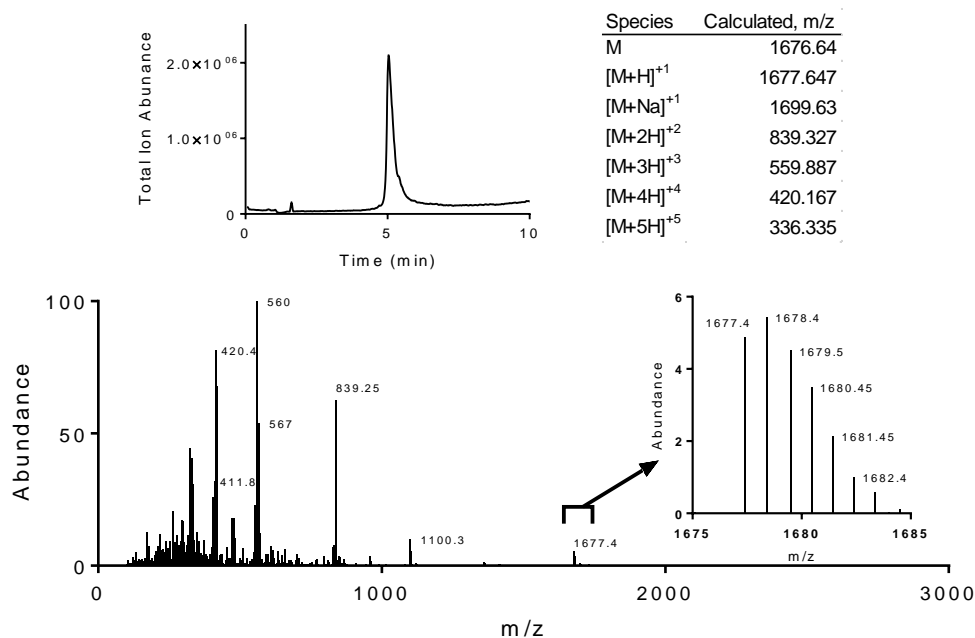 Total Ion Abunance
2.0×10⁰⁶
1.0×10⁰⁶
0
0 5 10
Time (min)
Species Calculated, m/z
M 1676.64
[M+H]⁺¹ 1677.647
[M+Na]⁺¹ 1699.63
[M+2H]⁺² 839.327
[M+3H]⁺³ 559.887
[M+4H]⁺⁴ 420.167
[M+5H]⁺⁵ 336.335
Abundance
100
50
0
560
420.4
839.25
567
411.8
1100.3
1677.4
0 1000 2000 3000
m/z
Abundance
6
4
2
0
1677.4
1678.4
1679.5
1680.45
1681.45
1682.4
1675 1680 1685
m/z